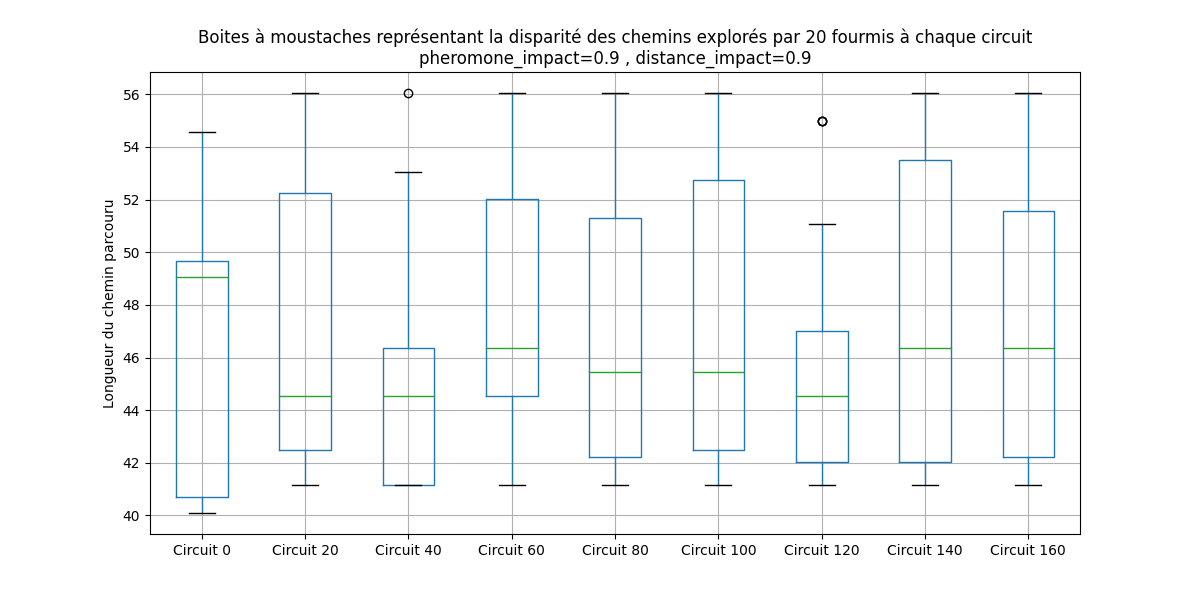 Boites à moustaches représentant la disparité des chemins explorés par 20 fourmis à chaque circuit
pheromone_impact=0.9 , distance_impact=0.9
Longueur du chemin parcouru
56
54
52
50
48
46
44
42
40
Circuit 0 Circuit 20 Circuit 40 Circuit 60 Circuit 80 Circuit 100 Circuit 120 Circuit 140 Circuit 160